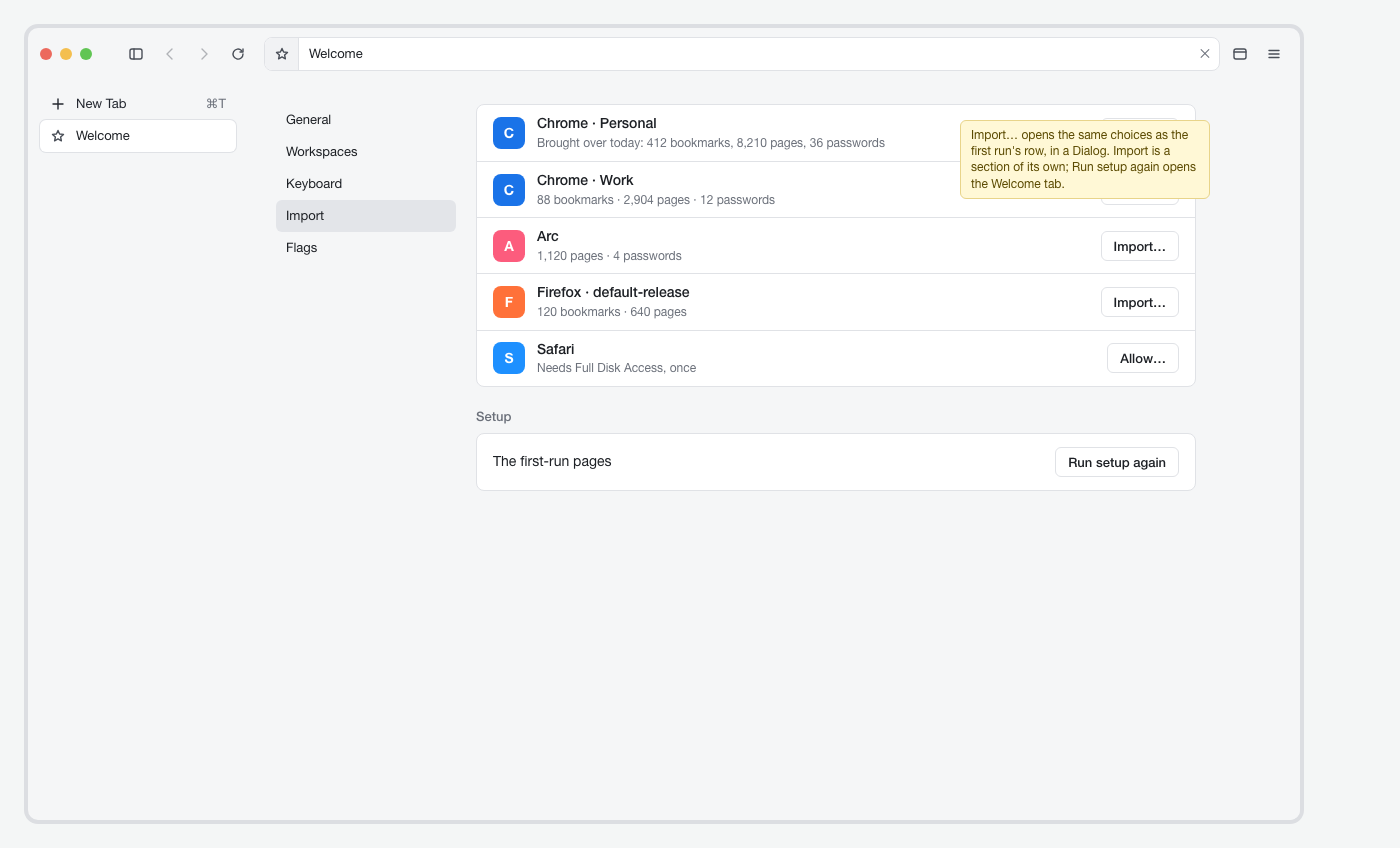 Welcome
New Tab
⌘T
Welcome
General
Workspaces
Keyboard
Import
Flags
C
Chrome · Personal
Brought over today: 412 bookmarks, 8,210 pages, 36 passwords
Import… opens the same choices as the
first run's row, in a Dialog. Import is a
section of its own; Run setup again opens
the Welcome tab.
C
Chrome · Work
88 bookmarks · 2,904 pages · 12 passwords
A
Arc
1,120 pages · 4 passwords
Import…
F
Firefox · default-release
120 bookmarks · 640 pages
Import…
S
Safari
Needs Full Disk Access, once
Allow…
Setup
The first-run pages
Run setup again